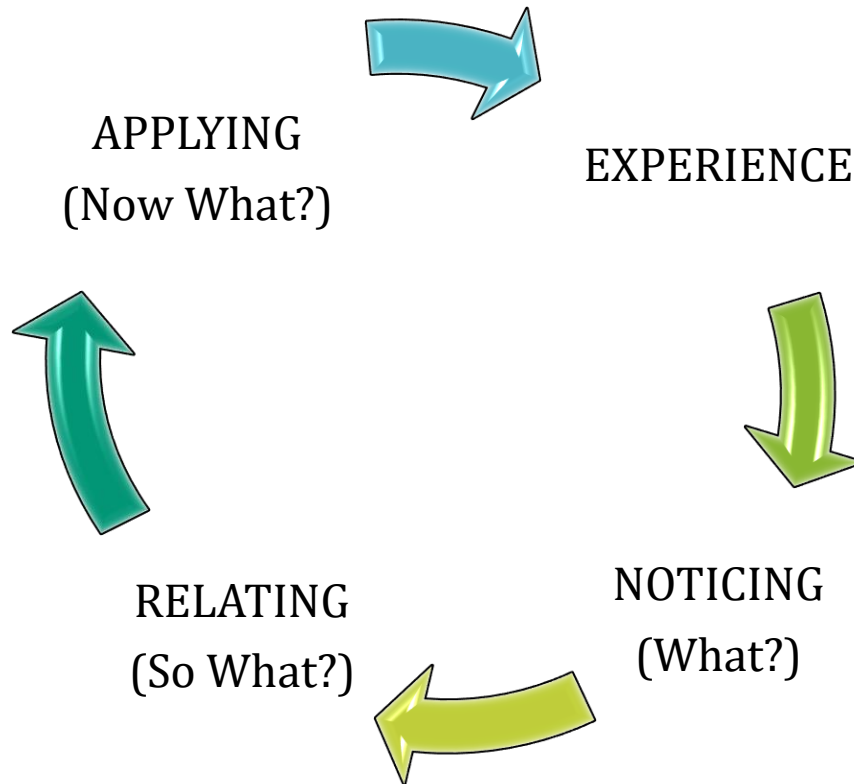 APPLYING
(Now What?)
EXPERIENCE
NOTICING
(What?)
RELATING
(So What?)